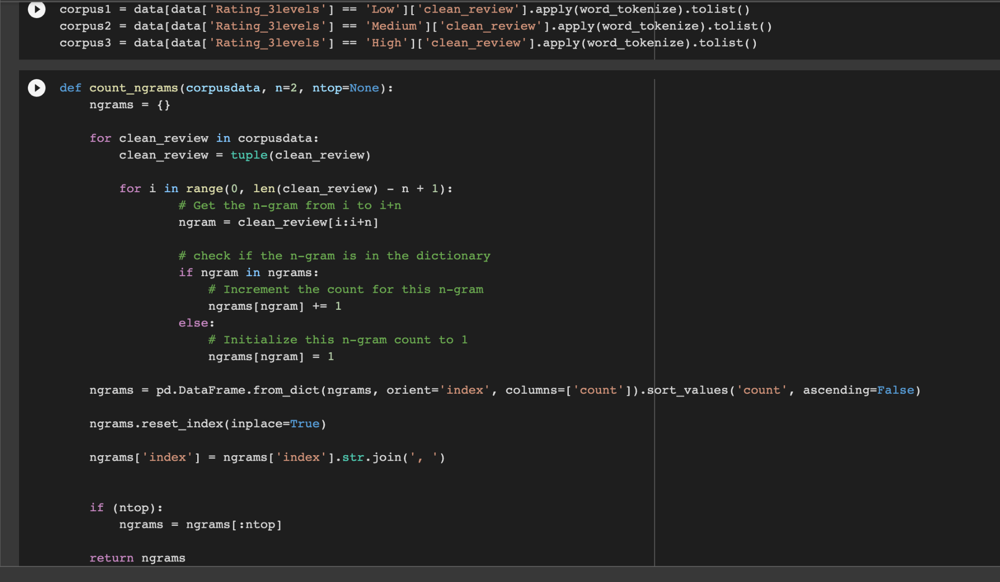 corpus1 = data[data['Rating_3levels'] == 'Low']['clean_review'].apply(word_tokenize).tolist()
corpus2 = data[data['Rating_3levels'] == 'Medium']['clean_review'].apply(word_tokenize).tolist()
corpus3 = data[data['Rating_3levels'] == 'High']['clean_review'].apply(word_tokenize).tolist()
def count_ngrams(corpusdata, n=2, ntop=None):
    ngrams = {}
    for clean_review in corpusdata:
        clean_review = tuple(clean_review)
        for i in range(0, len(clean_review) - n + 1):
                # Get the n-gram from i to i+n
                ngram = clean_review[i:i+n]
                # check if the n-gram is in the dictionary
                if ngram in ngrams:
                    # Increment the count for this n-gram
                    ngrams[ngram] += 1
                else:
                    # Initialize this n-gram count to 1
                    ngrams[ngram] = 1
    ngrams = pd.DataFrame.from_dict(ngrams, orient='index', columns=['count']).sort_values('count', ascending=False)
    ngrams.reset_index(inplace=True)
    ngrams['index'] = ngrams['index'].str.join(', ')
    if (ntop):
        ngrams = ngrams[:ntop]
    return ngrams